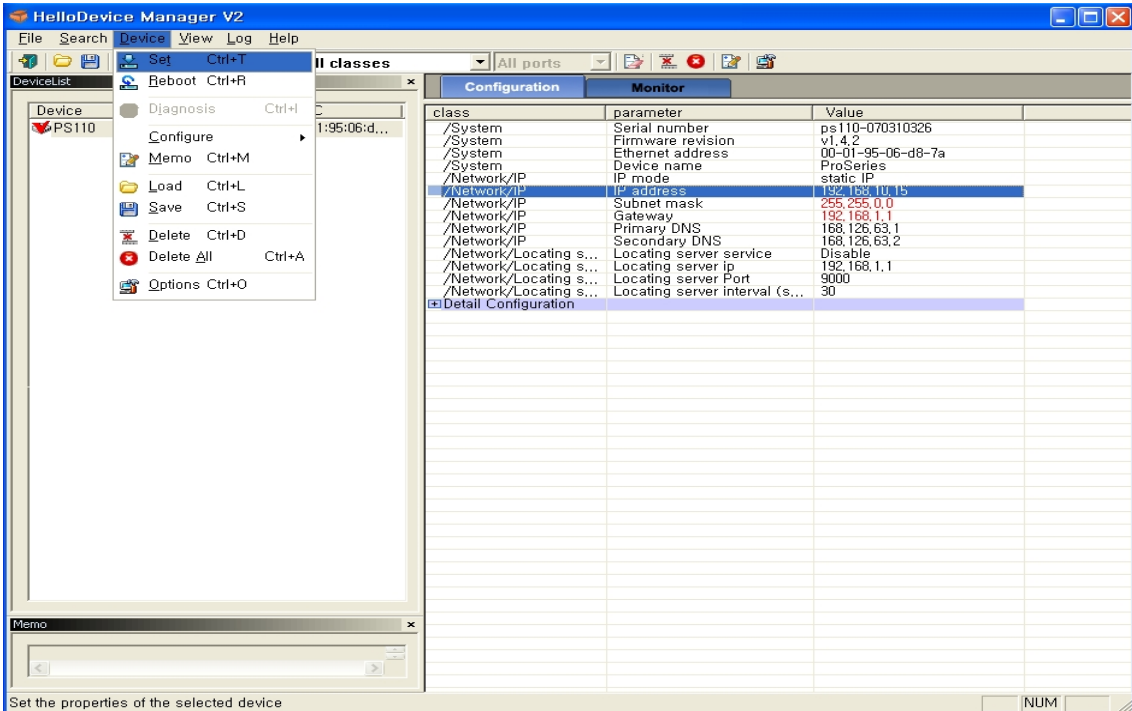 HelloDevice Manager V2
File Search Device View Log Help
ll classes All ports
Set Ctrl+T
Reboot Ctrl+R
Diagnosis Ctrl+I
Configure
Memo Ctrl+M
Load Ctrl+L
Save Ctrl+S
Delete Ctrl+D
Delete All Ctrl+A
Options Ctrl+O
DeviceList
Device C
PS110 1:95:06:d...
Configuration Monitor
class parameter Value
/System Serial number ps110-070310326
/System Firmware revision v1.4.2
/System Ethernet address 00-01-95-06-d8-7a
/System Device name ProSeries
/Network/IP IP mode static IP
/Network/IP IP address 192.168.10.15
/Network/IP Subnet mask 255.255.0.0
/Network/IP Gateway 192.168.1.1
/Network/IP Primary DNS 168.126.63.1
/Network/IP Secondary DNS 168.126.63.2
/Network/Locating s... Locating server service Disable
/Network/Locating s... Locating server ip 192.168.1.1
/Network/Locating s... Locating server Port 9000
/Network/Locating s... Locating server interval (s... 30
Detail Configuration
Memo
Set the properties of the selected device NUM